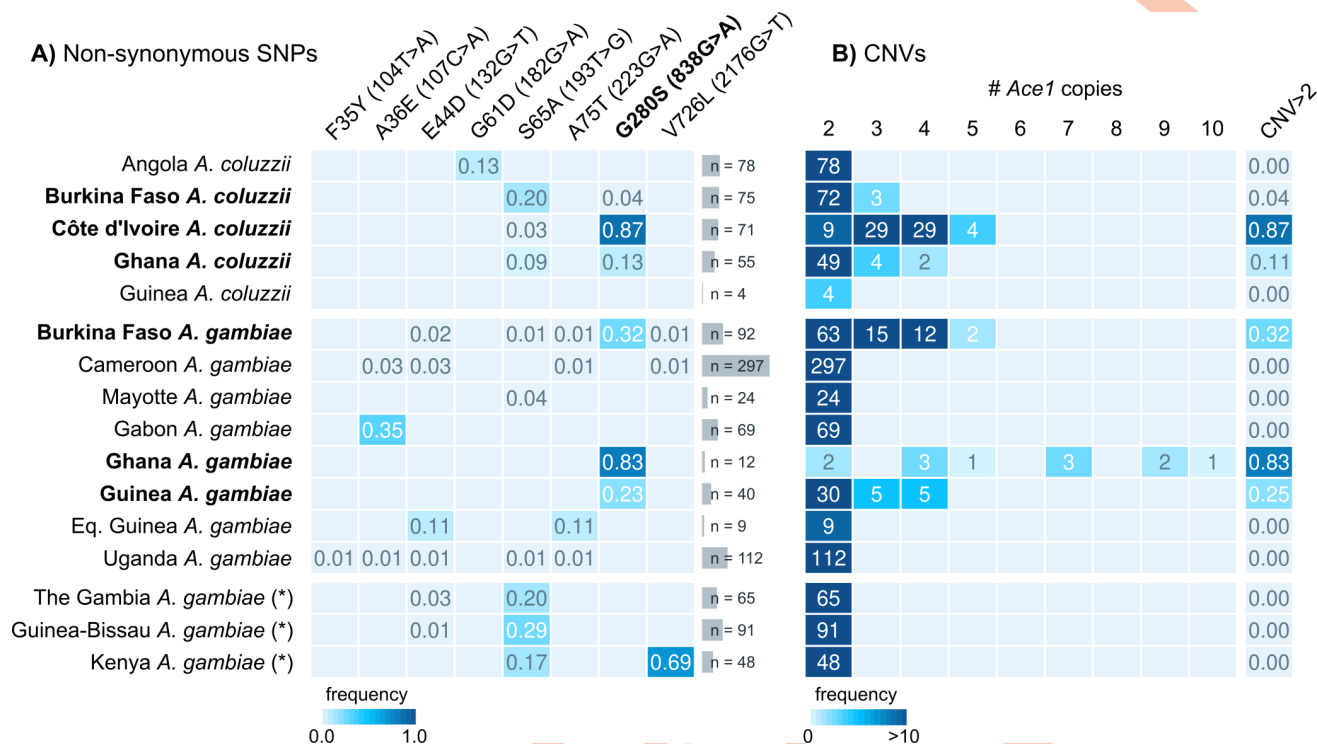 A) Non-synonymous SNPs
F35Y (104T>A)
A36E (107C>A)
E44D (132G>T)
G61D (182G>A)
S65A (193T>G)
A75T (223G>A)
G280S (838G>A)
V726L (2176G>T)
B) CNVs
# Ace1 copies
2 3 4 5 6 7 8 9 10 CNV>2
Angola A. coluzzii 0.13 n = 78 78 0.00
Burkina Faso A. coluzzii 0.20 0.04 n = 75 72 3 0.04
Côte d'Ivoire A. coluzzii 0.03 0.87 n = 71 9 29 29 4 0.87
Ghana A. coluzzii 0.09 0.13 n = 55 49 4 2 0.11
Guinea A. coluzzii n = 4 4 0.00
Burkina Faso A. gambiae 0.02 0.01 0.01 0.32 0.01 n = 92 63 15 12 2 0.32
Cameroon A. gambiae 0.03 0.03 0.01 0.01 n = 297 297 0.00
Mayotte A. gambiae 0.04 n = 24 24 0.00
Gabon A. gambiae 0.35 n = 69 69 0.00
Ghana A. gambiae 0.83 n = 12 2 3 1 3 2 1 0.83
Guinea A. gambiae 0.23 n = 40 30 5 5 0.25
Eq. Guinea A. gambiae 0.11 0.11 n = 9 9 0.00
Uganda A. gambiae 0.01 0.01 0.01 0.01 0.01 n = 112 112 0.00
The Gambia A. gambiae (*) 0.03 0.20 n = 65 65 0.00
Guinea-Bissau A. gambiae (*) 0.01 0.29 n = 91 91 0.00
Kenya A. gambiae (*) 0.17 0.69 n = 48 48 0.00
frequency frequency
0.0 1.0 0 >10